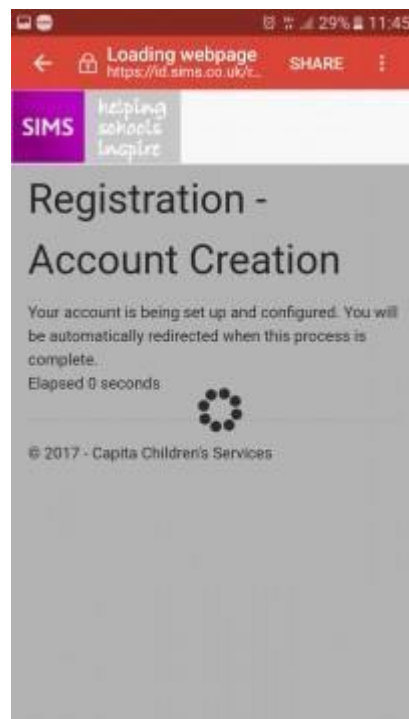 29% 11:45
Loading webpage
https://id.sims.co.uk/r...
SHARE
SIMS
helping
schools
inspire
Registration -
Account Creation
Your account is being set up and configured. You will
be automatically redirected when this process is
complete.
Elapsed 0 seconds
© 2017 - Capita Children's Services